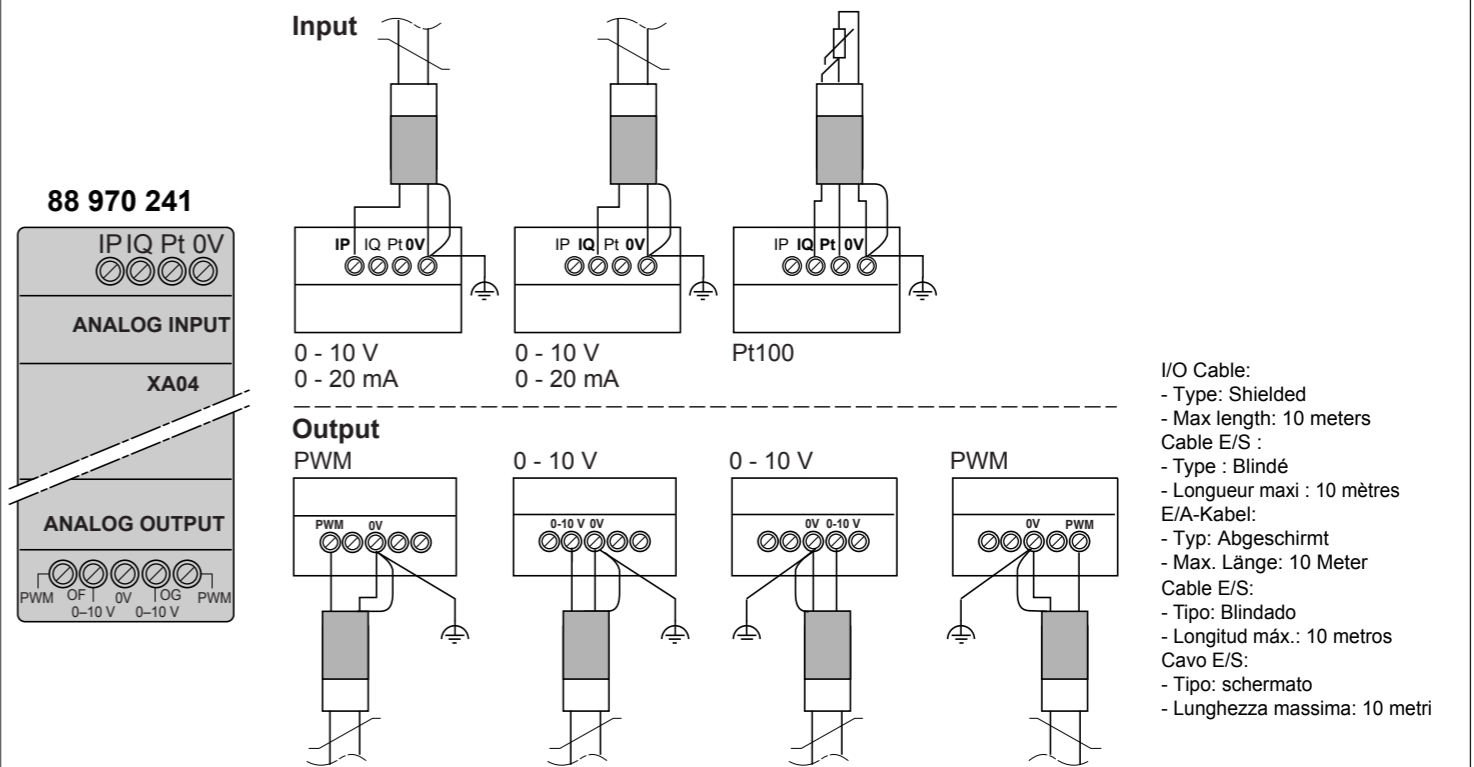 88 970 241
IP IQ Pt 0V
ANALOG INPUT
XA04
ANALOG OUTPUT
PWM OF 0V OG PWM
0–10 V 0–10 V
Input
IP IQ Pt 0V
0 - 10 V
0 - 20 mA
IP IQ Pt 0V
0 - 10 V
0 - 20 mA
IP IQ Pt 0V
Pt100
Output
PWM
PWM 0V
0 - 10 V
0-10 V 0V
0 - 10 V
0V 0-10 V
PWM
0V PWM
I/O Cable:
- Type: Shielded
- Max length: 10 meters
Cable E/S :
- Type : Blindé
- Longueur maxi : 10 mètres
E/A-Kabel:
- Typ: Abgeschirmt
- Max. Länge: 10 Meter
Cable E/S:
- Tipo: Blindado
- Longitud máx.: 10 metros
Cavo E/S:
- Tipo: schermato
- Lunghezza massima: 10 metri